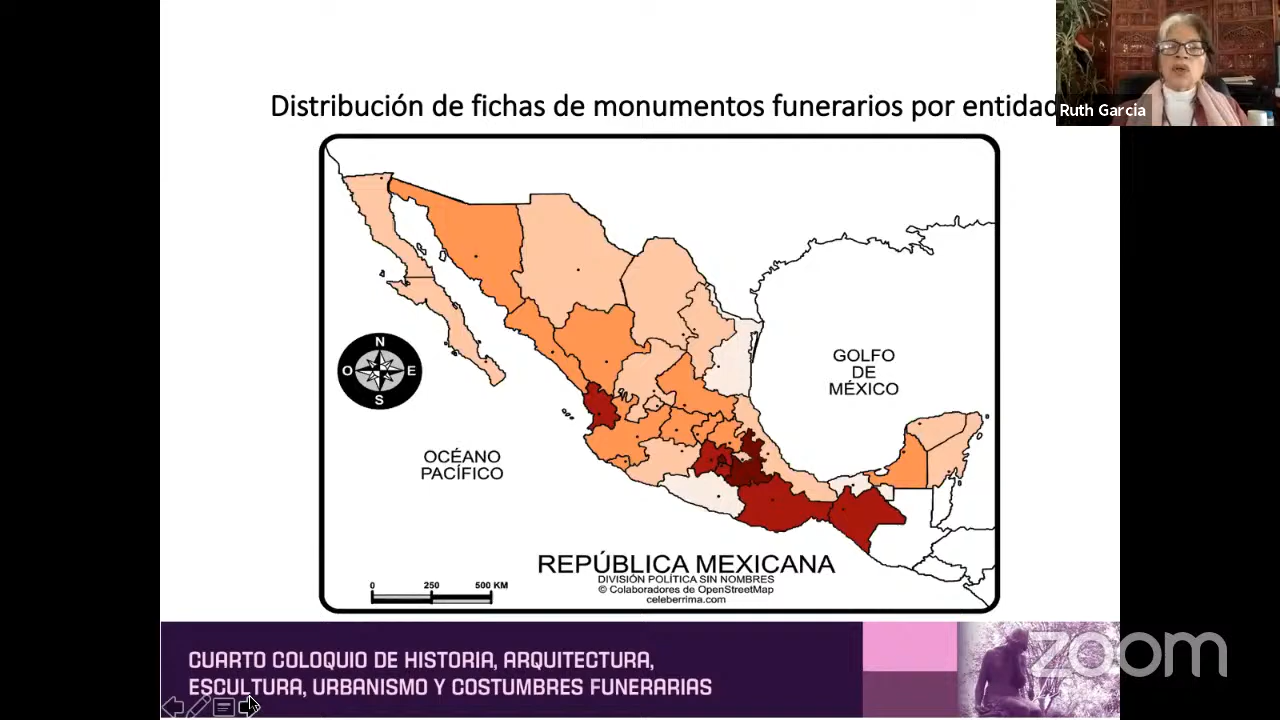 Distribución de fichas de monumentos funerarios por entidad
Ruth García
N
O
E
S
GOLFO
DE
MÉXICO
OCÉANO
PACÍFICO
REPÚBLICA MEXICANA
DIVISIÓN POLÍTICA SIN NOMBRES
© Colaboradores de OpenStreetMap
celeberrima.com
0 250 500 KM
CUARTO COLOQUIO DE HISTORIA, ARQUITECTURA,
ESCULTURA, URBANISMO Y COSTUMBRES FUNERARIAS
zoom